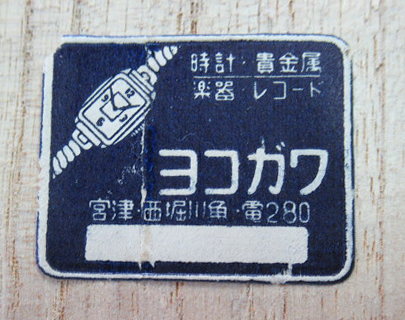 時計・貴金属
楽器・レコード
ヨコガワ
宮津・西堀川角・電280